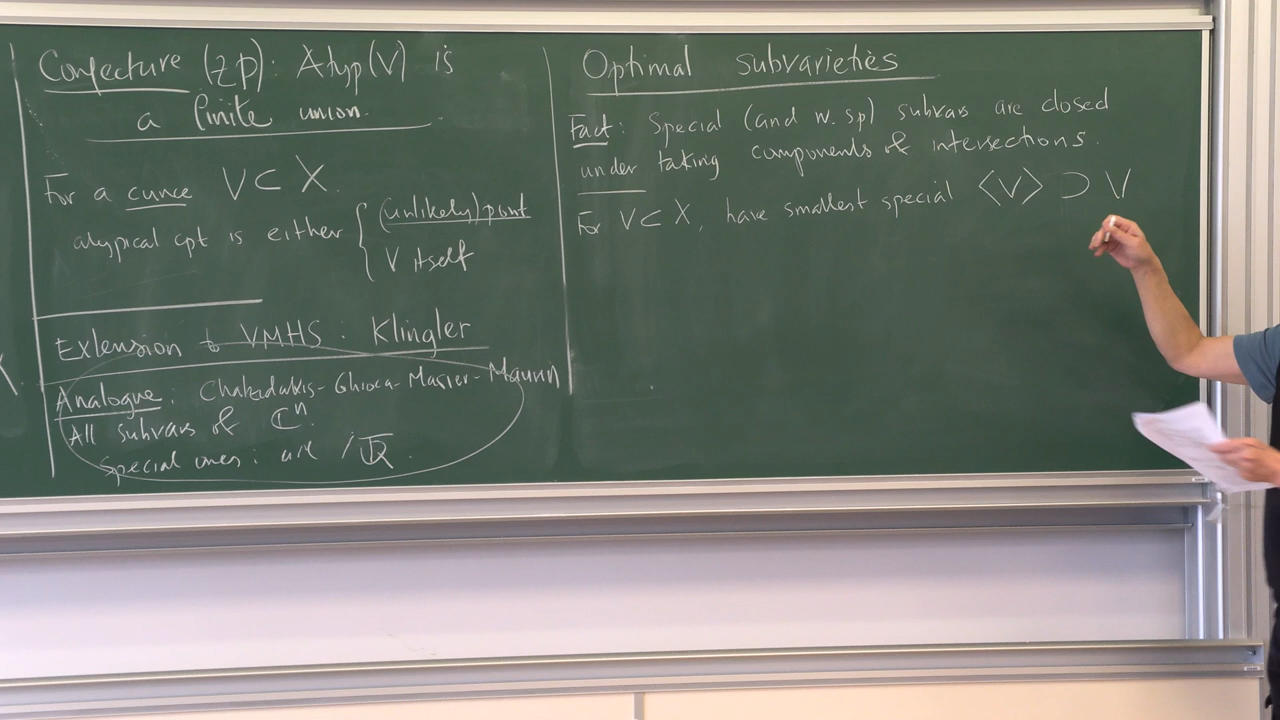 Conjecture (ZP): Atyp(V) is
a finite union.
For a curve V ⊂ X.
atypical cpt is either { (unlikely) point
V itself
Extension to VMHS : Klingler
Analogue: Chatzidakis-Ghioca-Masser-Maurin
All subvars of ℂⁿ.
Special ones: are /ℚ̅.
Optimal subvarieties
Fact: Special (and w. sp) subvars are closed
under taking components of intersections.
For V ⊂ X, have smallest special ⟨V⟩ ⊃ V
X